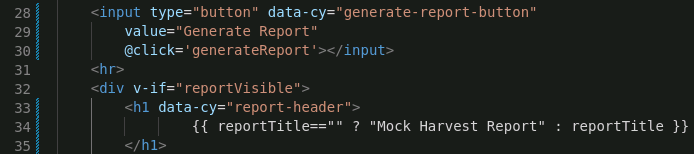 28 <input type="button" data-cy="generate-report-button"
29 value="Generate Report"
30 @click='generateReport'></input>
31 <hr>
32 <div v-if="reportVisible">
33 <h1 data-cy="report-header">
34 {{ reportTitle=="" ? "Mock Harvest Report" : reportTitle }}
35 </h1>